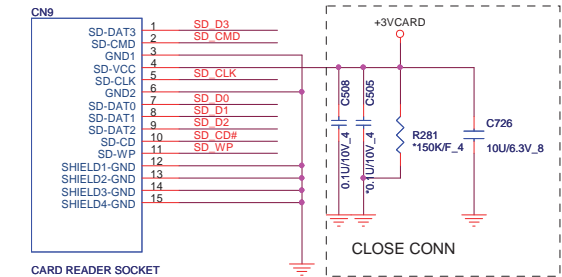 CN9
SD-DAT3 1 SD_D3
SD-CMD 2 SD_CMD
GND1 3
SD-VCC 4
SD-CLK 5 SD_CLK
GND2 6
SD-DAT0 7 SD_D0
SD-DAT1 8 SD_D1
SD-DAT2 9 SD_D2
SD-CD 10 SD_CD#
SD-WP 11 SD_WP
SHIELD1-GND 12
SHIELD2-GND 13
SHIELD3-GND 14
SHIELD4-GND 15
CARD READER SOCKET
+3VCARD
C508
0.1U/10V_4
C505
*0.1U/10V_4
R281
*150K/F_4
C726
10U/6.3V_8
CLOSE CONN